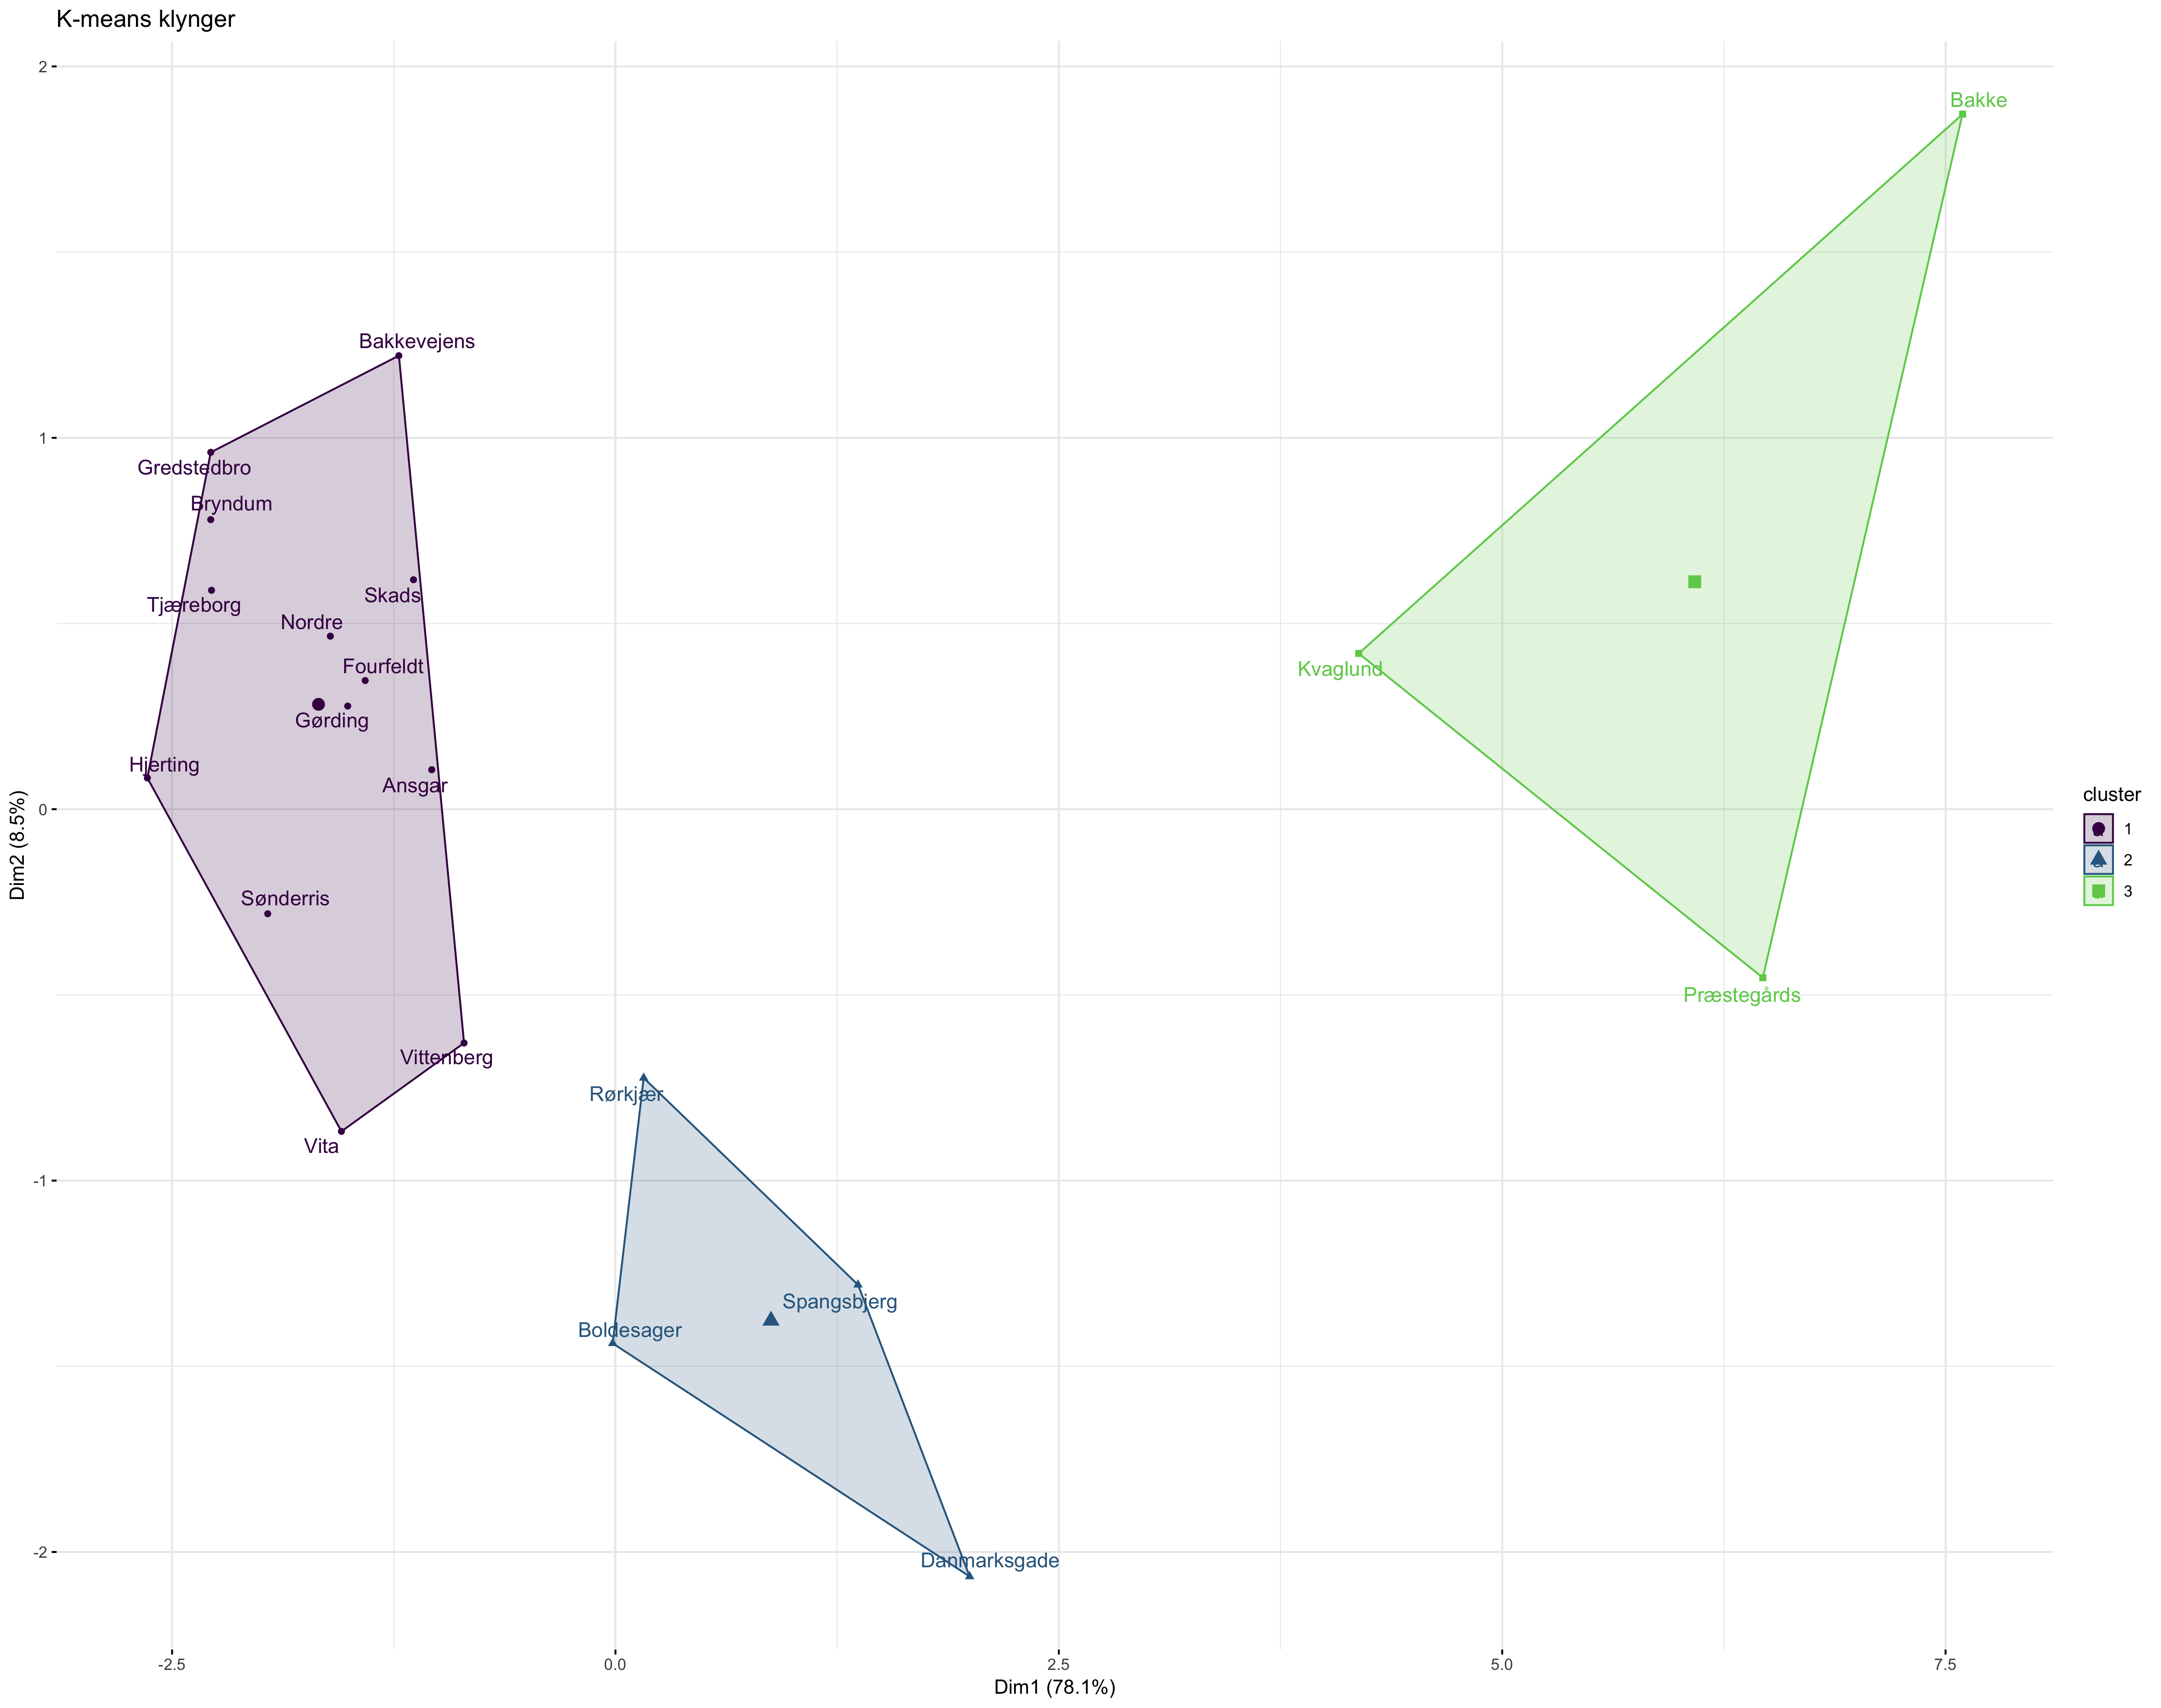 K-means klynger
2
Bakke
Bakkevejens
1
Gredstedbro
Bryndum
Skads
Tjæreborg
Nordre
Fourfeldt
Kvaglund
Gørding
Hjerting
Ansgar
0
Dim2 (8.5%)
cluster
1
2
3
Sønderris
Præstegårds
Vittenberg
Rørkjær
Vita
-1
Spangsbjerg
Boldesager
-2
Danmarksgade
-2.5
0.0
2.5
5.0
7.5
Dim1 (78.1%)